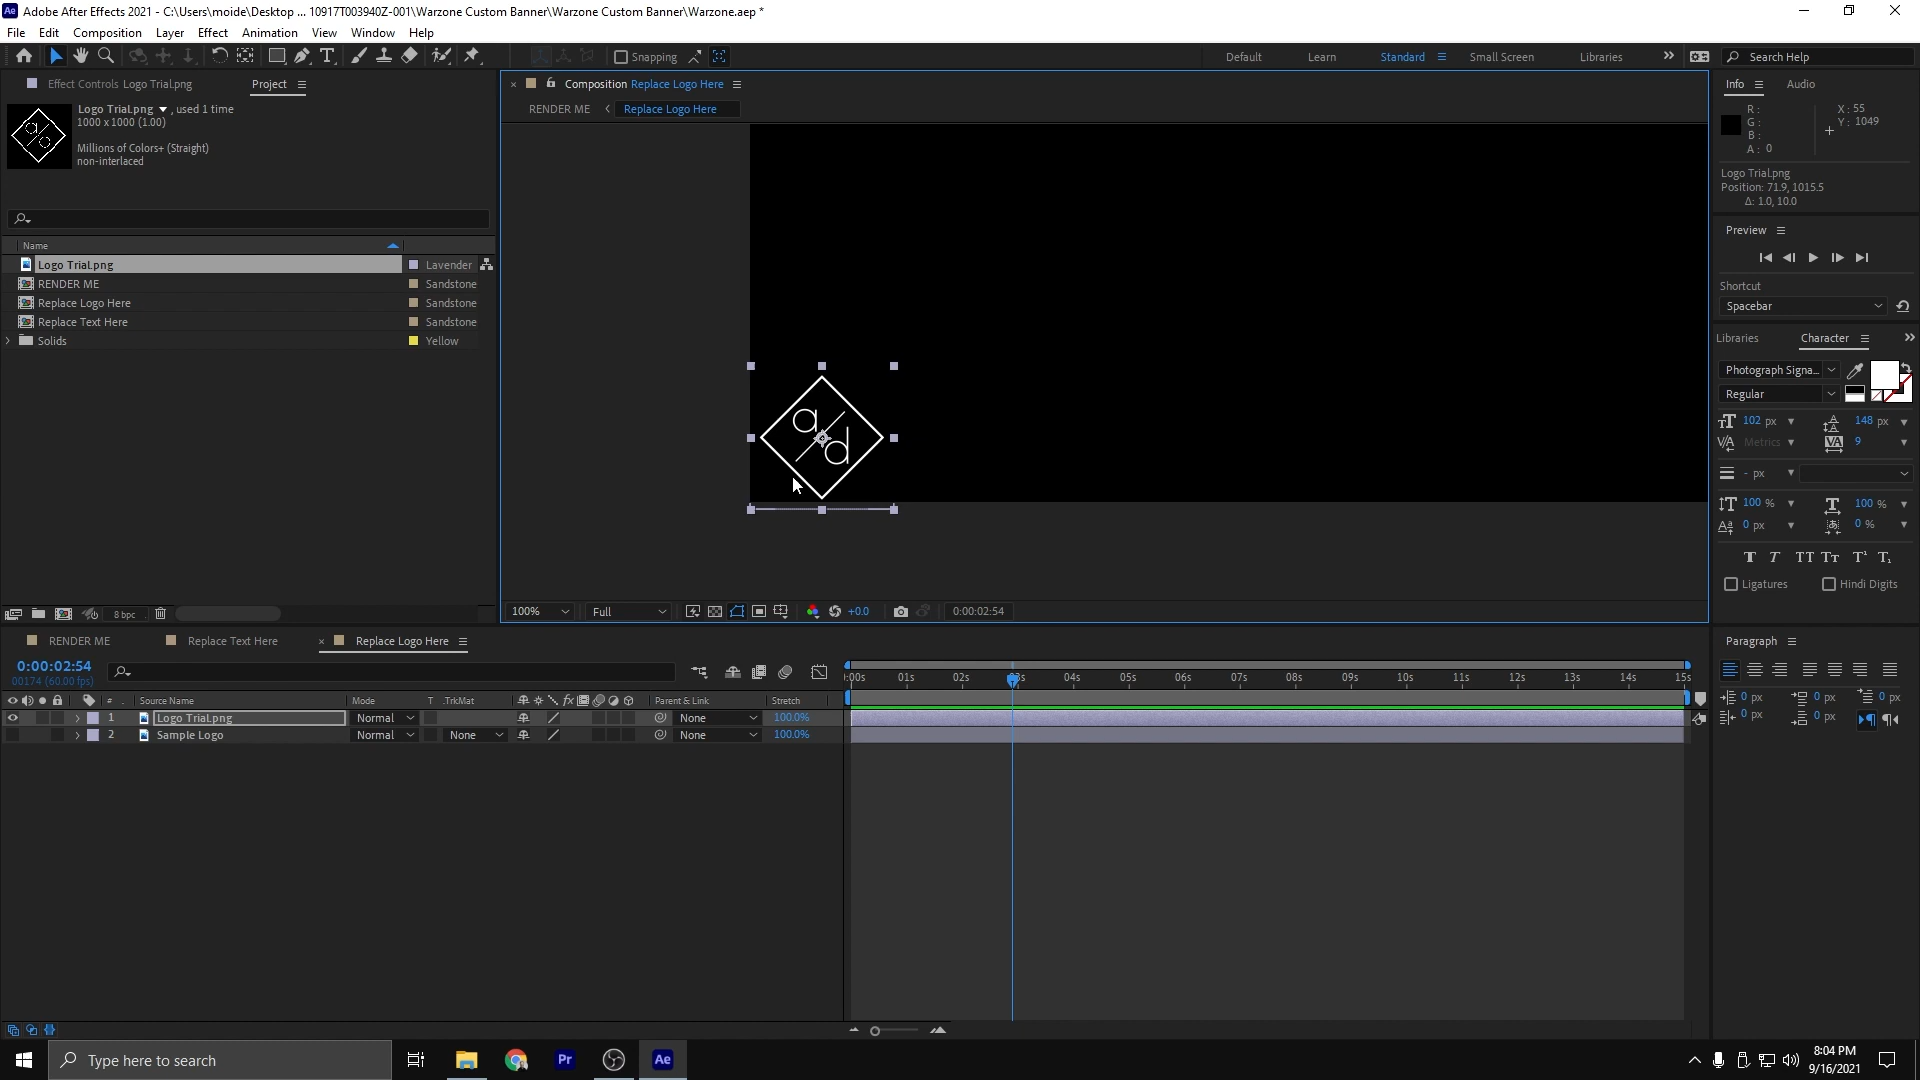 Adobe After Effects 2021 - C:\Users\moide\Desktop ... 10917T003940Z-001\Warzone Custom Banner\Warzone Custom Banner\Warzone.aep *
File Edit Composition Layer Effect Animation View Window Help
Snapping Default Learn Standard Small Screen Libraries Search Help
Effect Controls Logo Trial.png Project
Logo Trial.png , used 1 time
1000 x 1000 (1.00)
Millions of Colors+ (Straight)
non-interlaced
Name
Logo Trial.png Lavender
RENDER ME Sandstone
Replace Logo Here Sandstone
Replace Text Here Sandstone
Solids Yellow
8 bpc
Composition Replace Logo Here
RENDER ME Replace Logo Here
a
d
100% Full +0.0 0:00:02:54
Info Audio
R : X : 55
G : Y : 1049
B :
A : 0
Logo Trial.png
Position: 71.9, 1015.5
Δ: 1.0, 10.0
Preview
Shortcut
Spacebar
Libraries Character
Photograph Signa...
Regular
102 px 148 px
Metrics 9
- px
100 % 100 %
0 px 0 %
Ligatures Hindi Digits
Paragraph
0 px 0 px 0 px
0 px 0 px
RENDER ME Replace Text Here Replace Logo Here
0:00:02:54
00174 (60.00 fps)
:00s 01s 02s 03s 04s 05s 06s 07s 08s 09s 10s 11s 12s 13s 14s 15s
# Source Name Mode T .TrkMat Parent & Link Stretch
1 Logo Trial.png Normal None 100.0%
2 Sample Logo Normal None None 100.0%
Type here to search
8:04 PM
9/16/2021